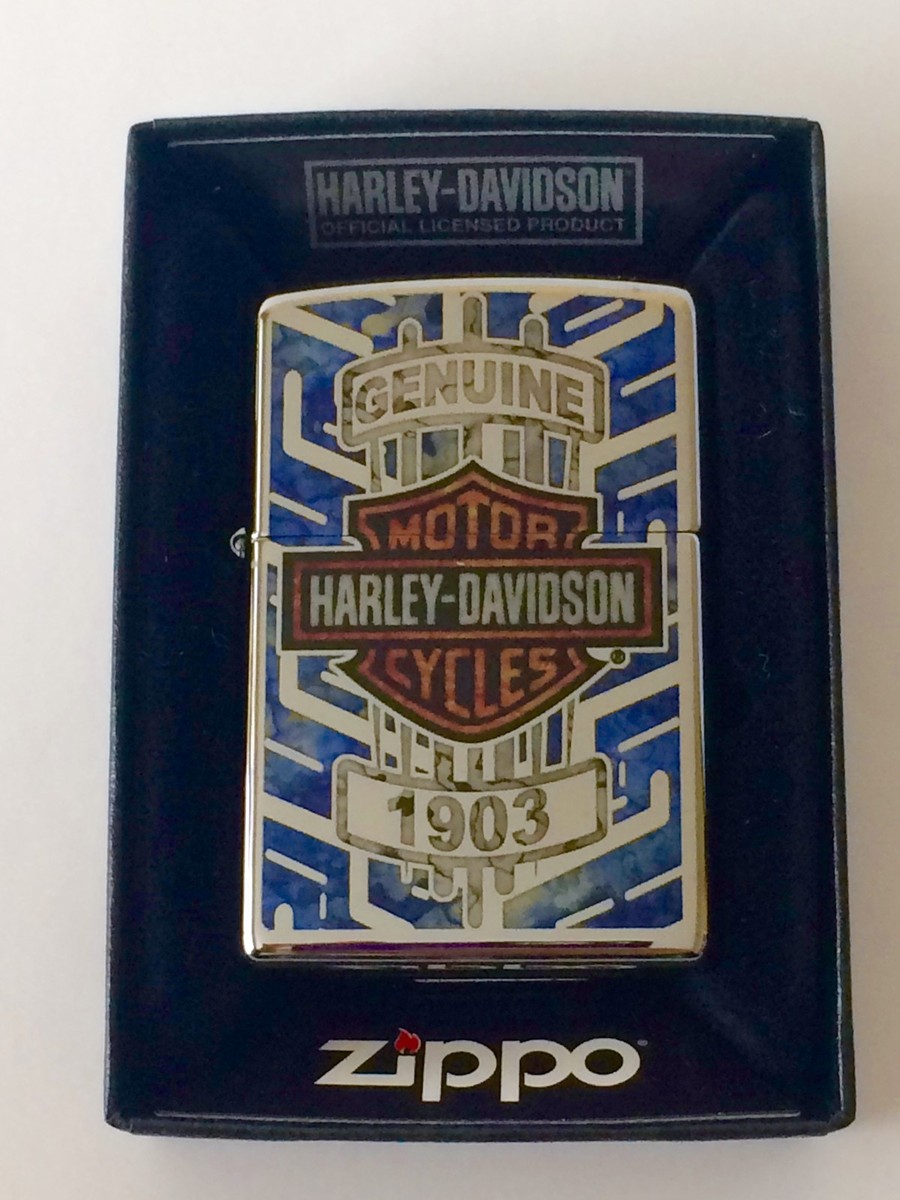 HARLEY-DAVIDSON
OFFICIAL LICENSED PRODUCT
GENUINE
MOTOR
HARLEY-DAVIDSON
CYCLES
®
1903
zippo